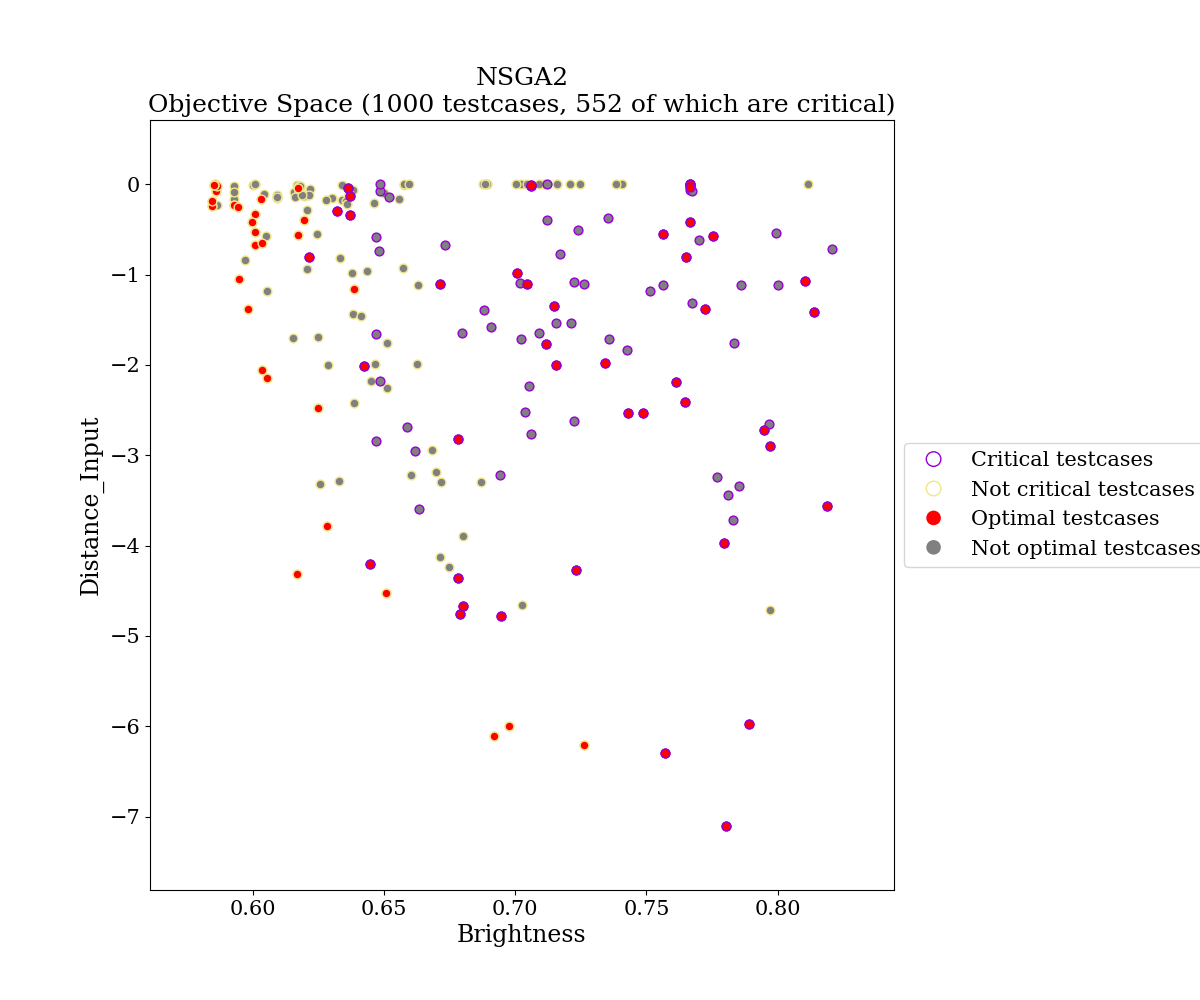 NSGA2
Objective Space (1000 testcases, 552 of which are critical)
0
−1
−2
−3
−4
−5
−6
−7
Distance_Input
0.60
0.65
0.70
0.75
0.80
Brightness
Critical testcases
Not critical testcases
Optimal testcases
Not optimal testcases